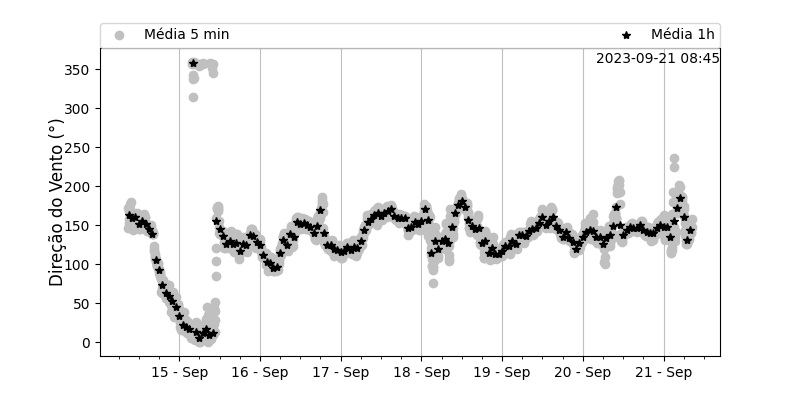 Média 5 min
Média 1h
2023-09-21 08:45
Direção do Vento (°)
350
300
250
200
150
100
50
0
15 - Sep
16 - Sep
17 - Sep
18 - Sep
19 - Sep
20 - Sep
21 - Sep